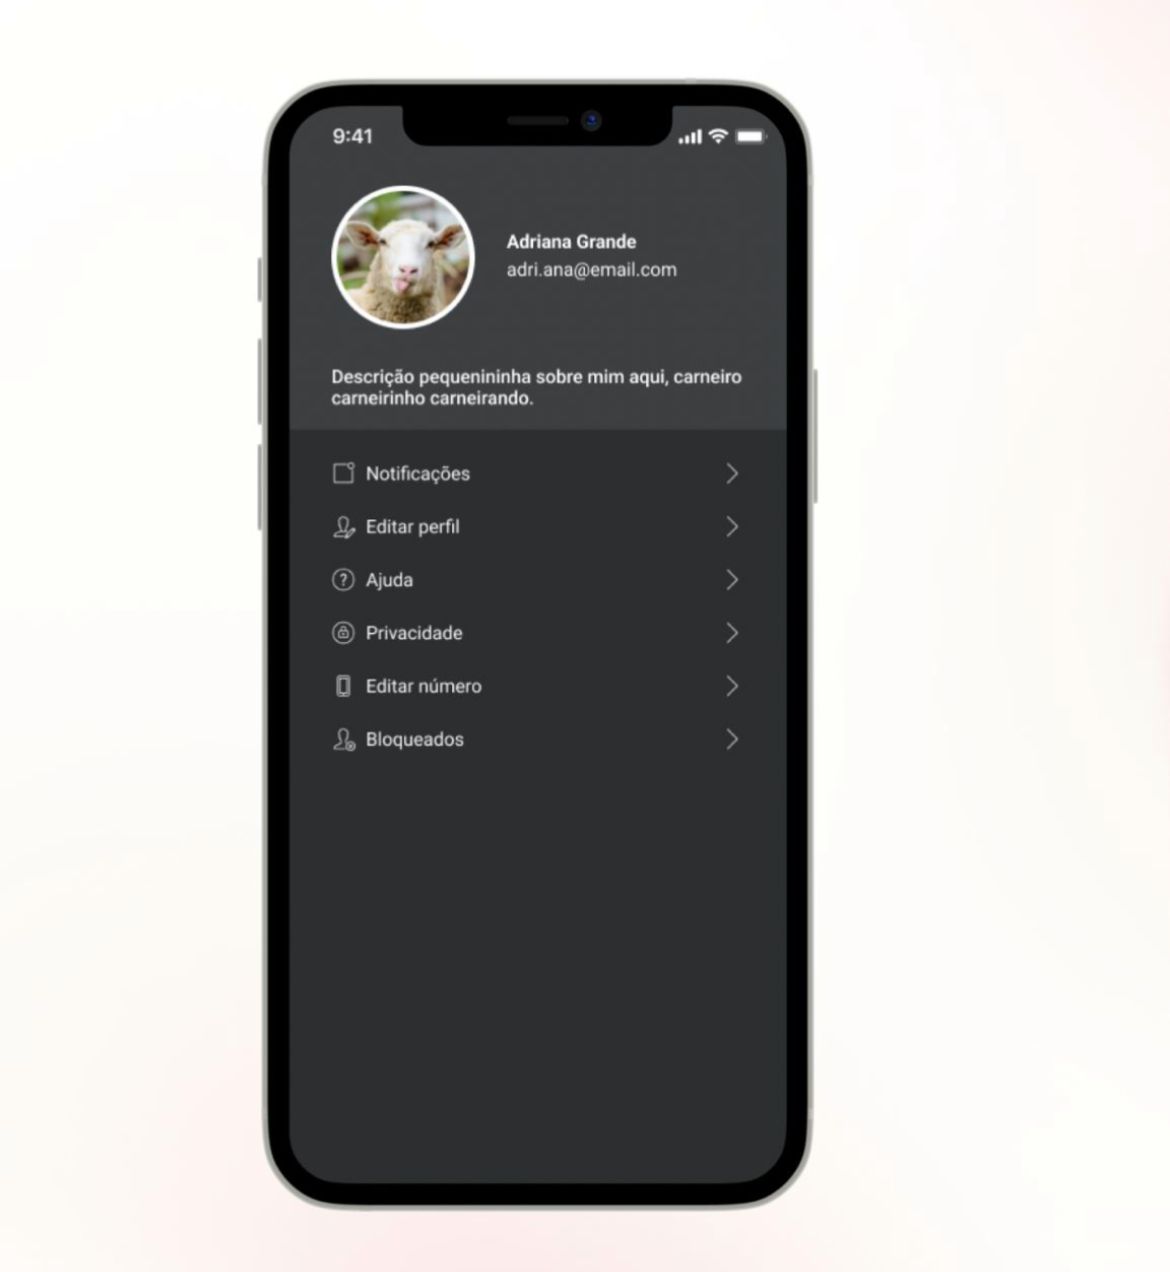 9:41
Adriana Grande
adri.ana@email.com
Descrição pequenininha sobre mim aqui, carneiro
carneirinho carneirando.
Notificações
Editar perfil
Ajuda
Privacidade
Editar número
Bloqueados